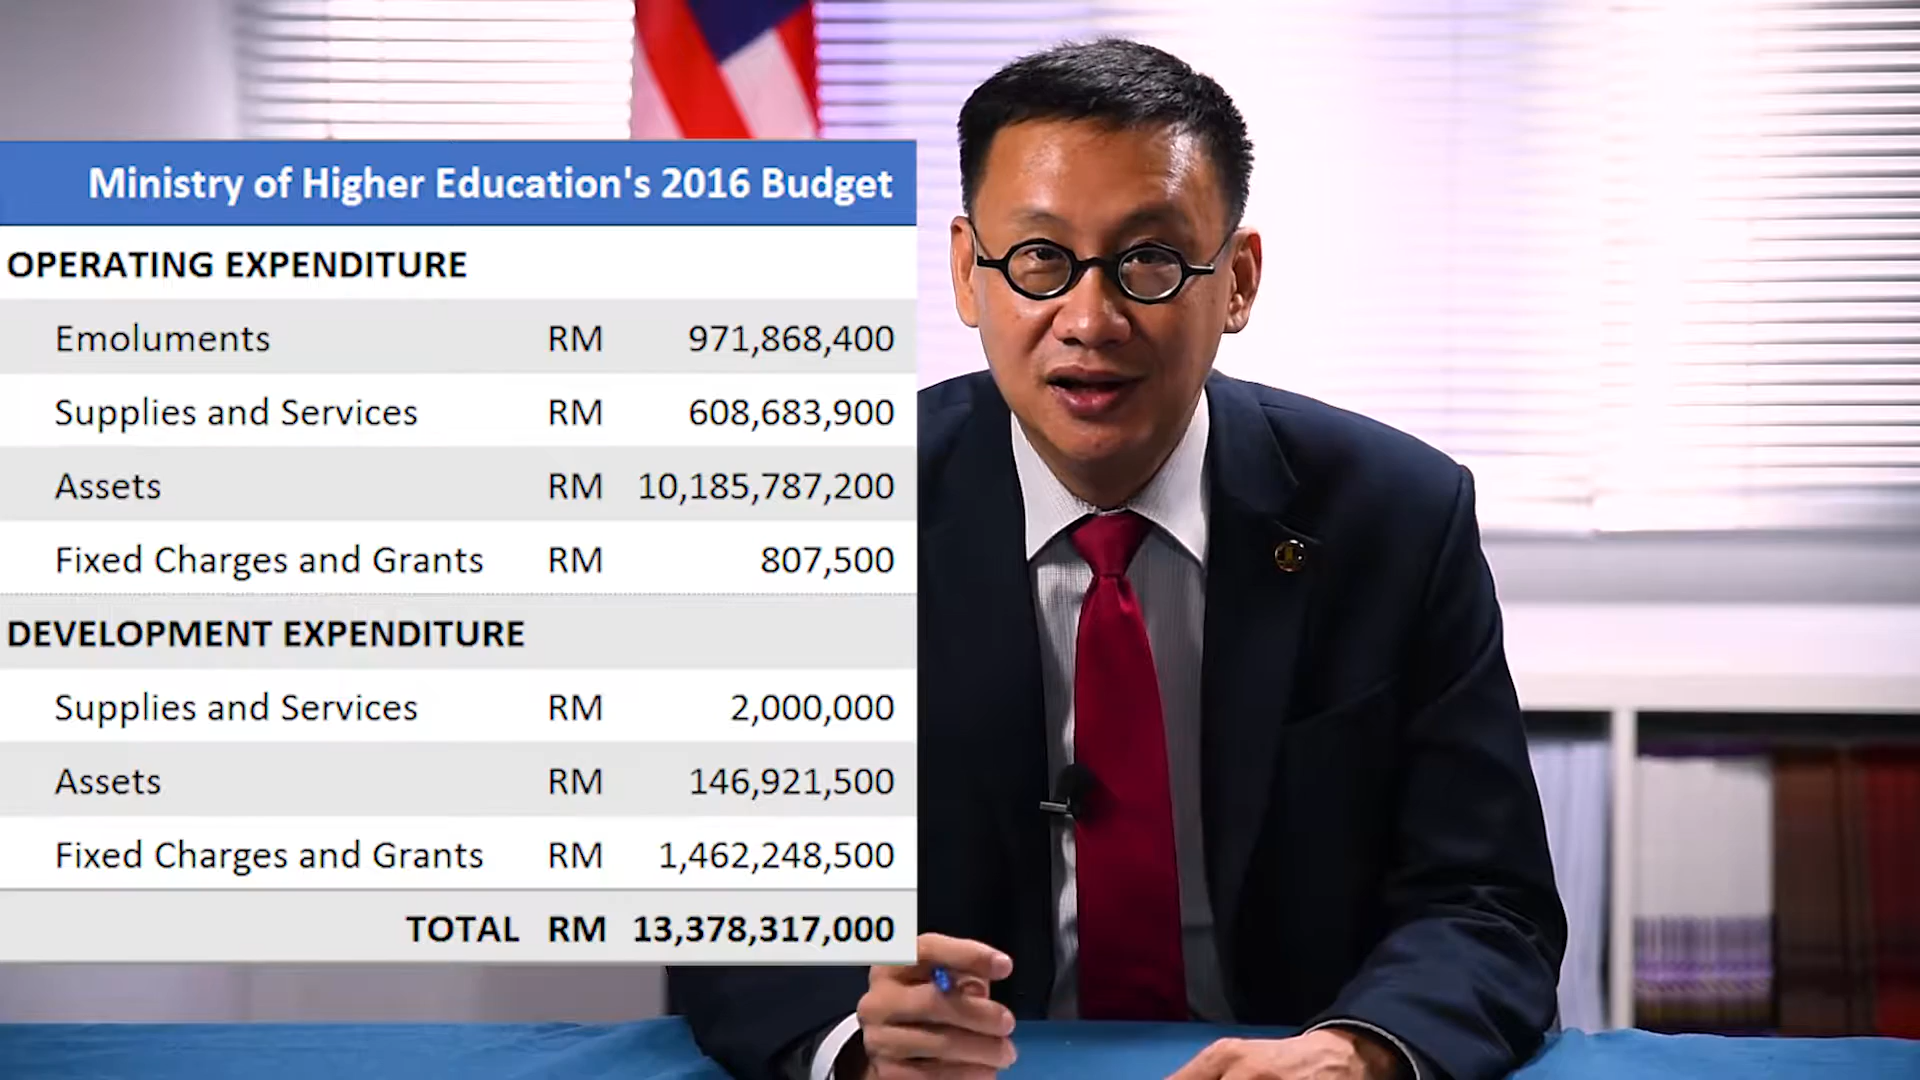 Ministry of Higher Education's 2016 Budget
OPERATING EXPENDITURE
Emoluments RM 971,868,400
Supplies and Services RM 608,683,900
Assets RM 10,185,787,200
Fixed Charges and Grants RM 807,500
DEVELOPMENT EXPENDITURE
Supplies and Services RM 2,000,000
Assets RM 146,921,500
Fixed Charges and Grants RM 1,462,248,500
TOTAL RM 13,378,317,000